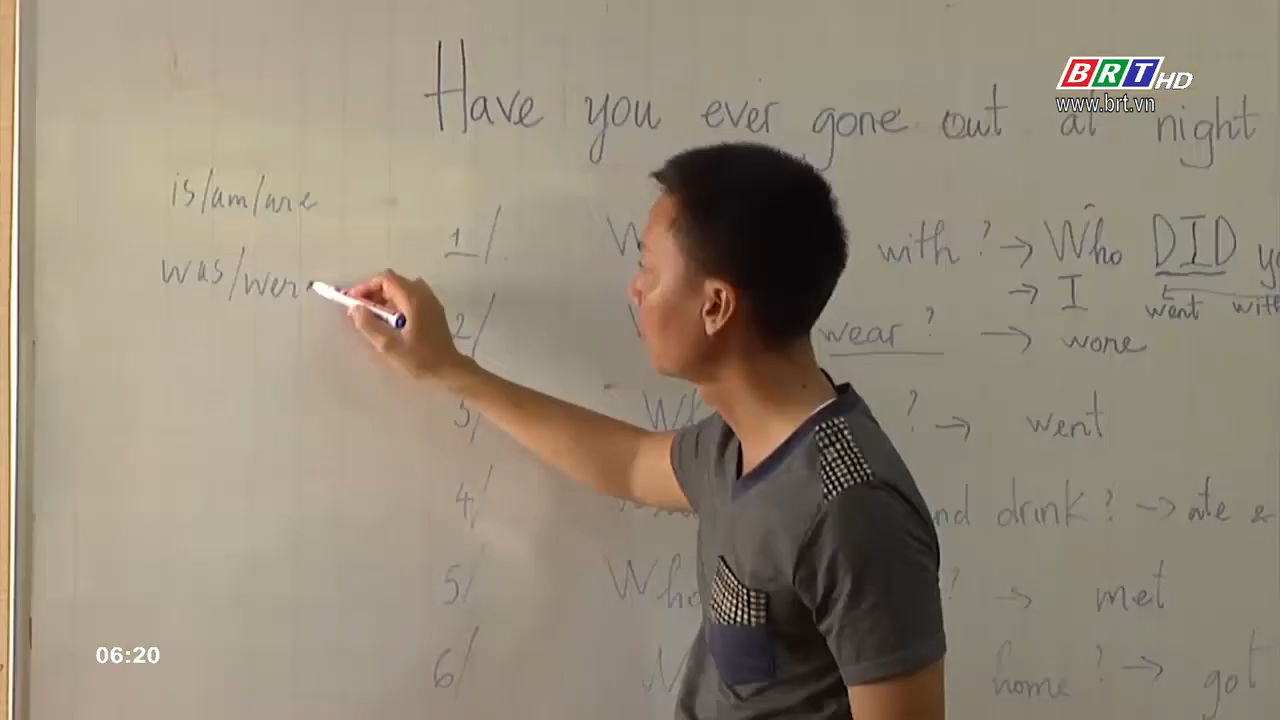 BRT HD
www.brt.vn
Have you ever gone out at night
is/am/are
was/wer
1/. with ? → Who DID
→ I went with
2/ wear ? → wore
3/ ? → went
4/ and drink ? → ate
5/ Who ? → met
6/ home ? → got
06:20